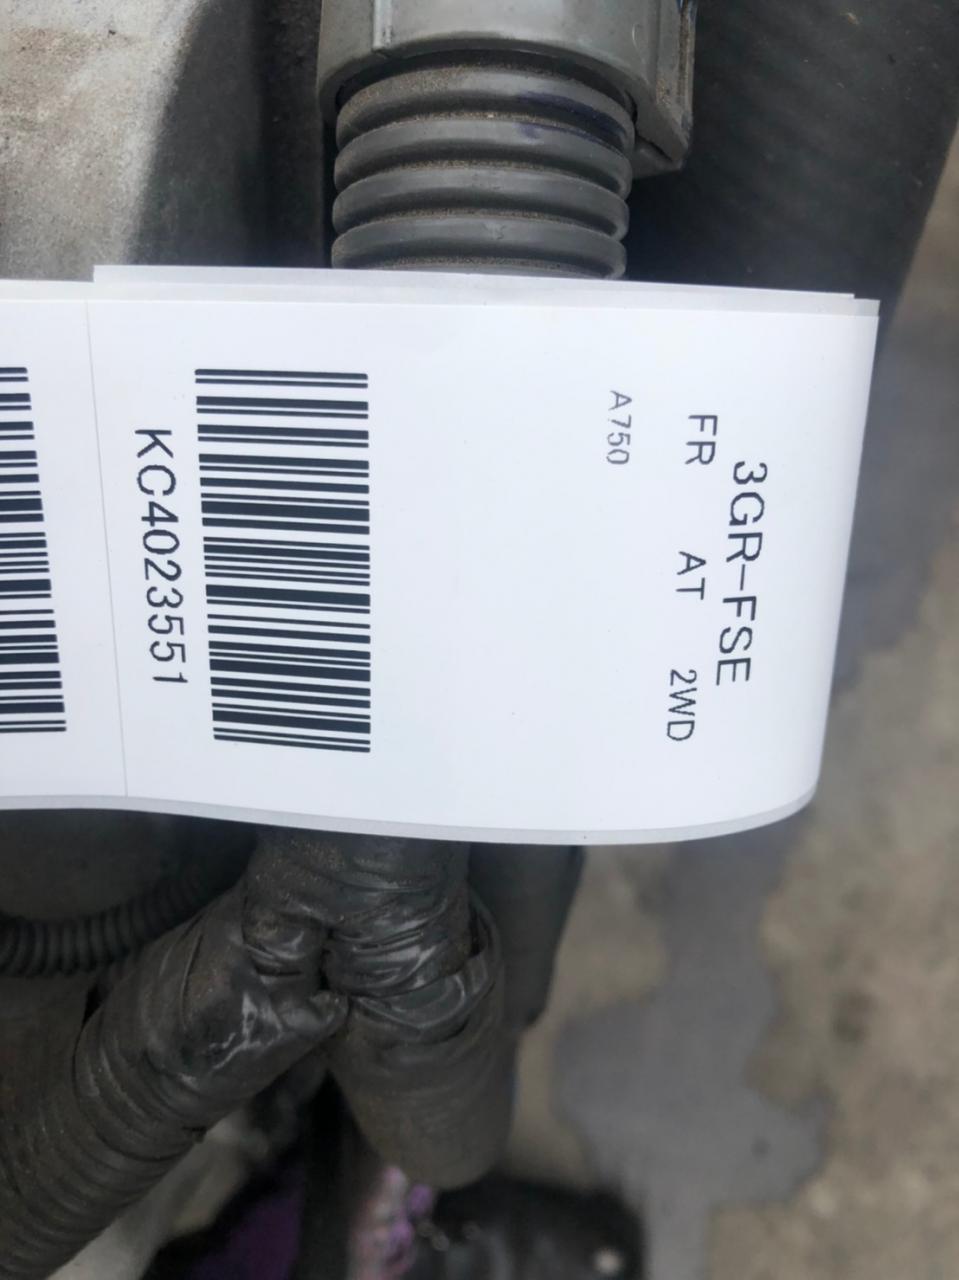 3GR-FSE
FR AT 2WD
A750
KC4023551